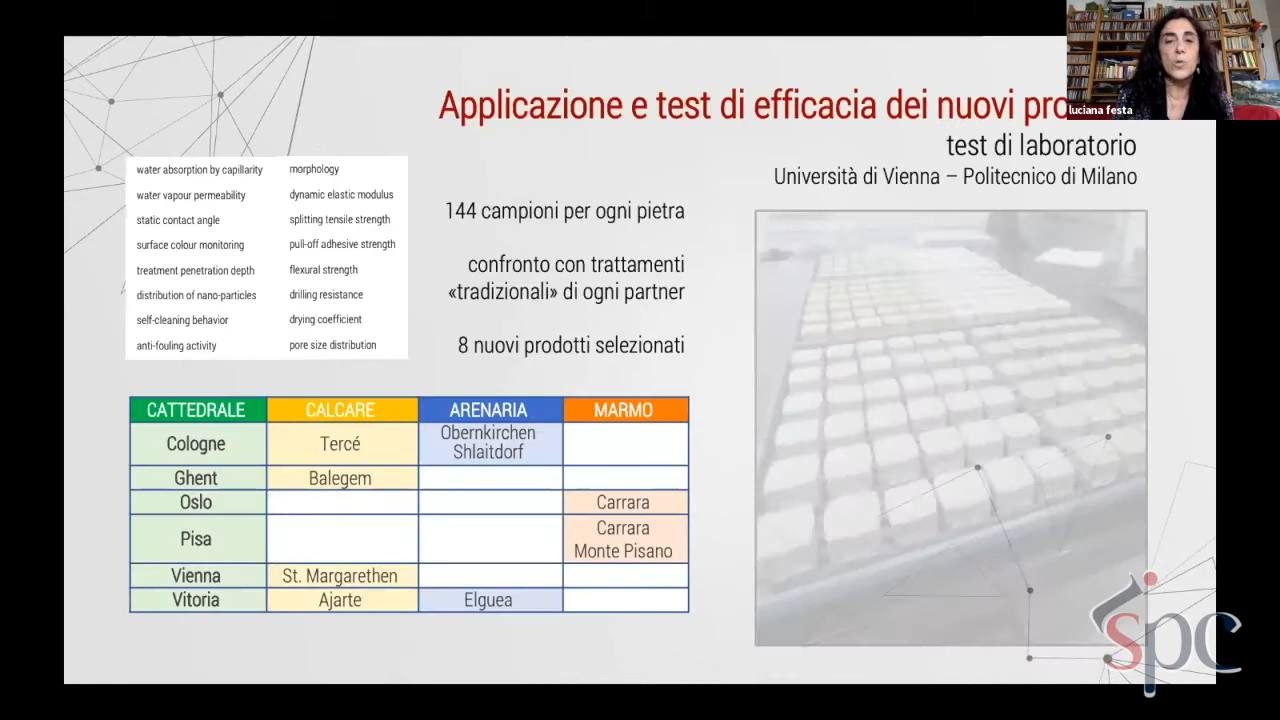 luciana festa
Applicazione e test di efficacia dei nuovi pro
test di laboratorio
Università di Vienna – Politecnico di Milano
water absorption by capillarity morphology
water vapour permeability dynamic elastic modulus
static contact angle splitting tensile strength
surface colour monitoring pull-off adhesive strength
treatment penetration depth flexural strength
distribution of nano-particles drilling resistance
self-cleaning behavior drying coefficient
anti-fouling activity pore size distribution
144 campioni per ogni pietra
confronto con trattamenti
«tradizionali» di ogni partner
8 nuovi prodotti selezionati
CATTEDRALE CALCARE ARENARIA MARMO
Cologne Tercé Obernkirchen
Shlaitdorf
Ghent Balegem
Oslo Carrara
Pisa Carrara
Monte Pisano
Vienna St. Margarethen
Vitoria Ajarte Elguea
spc